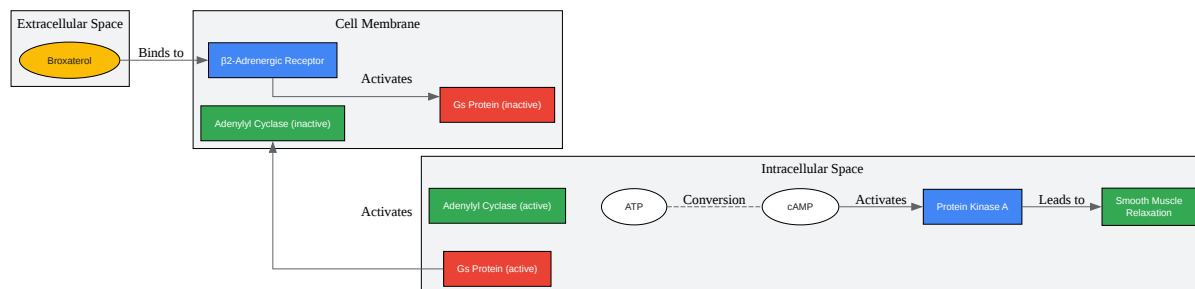 Extracellular Space
Broxaterol
Binds to
Cell Membrane
β2-Adrenergic Receptor
Activates
Gs Protein (inactive)
Adenylyl Cyclase (inactive)
Activates
Intracellular Space
Adenylyl Cyclase (active)
ATP
Conversion
cAMP
Activates
Protein Kinase A
Leads to
Smooth Muscle
Relaxation
Gs Protein (active)